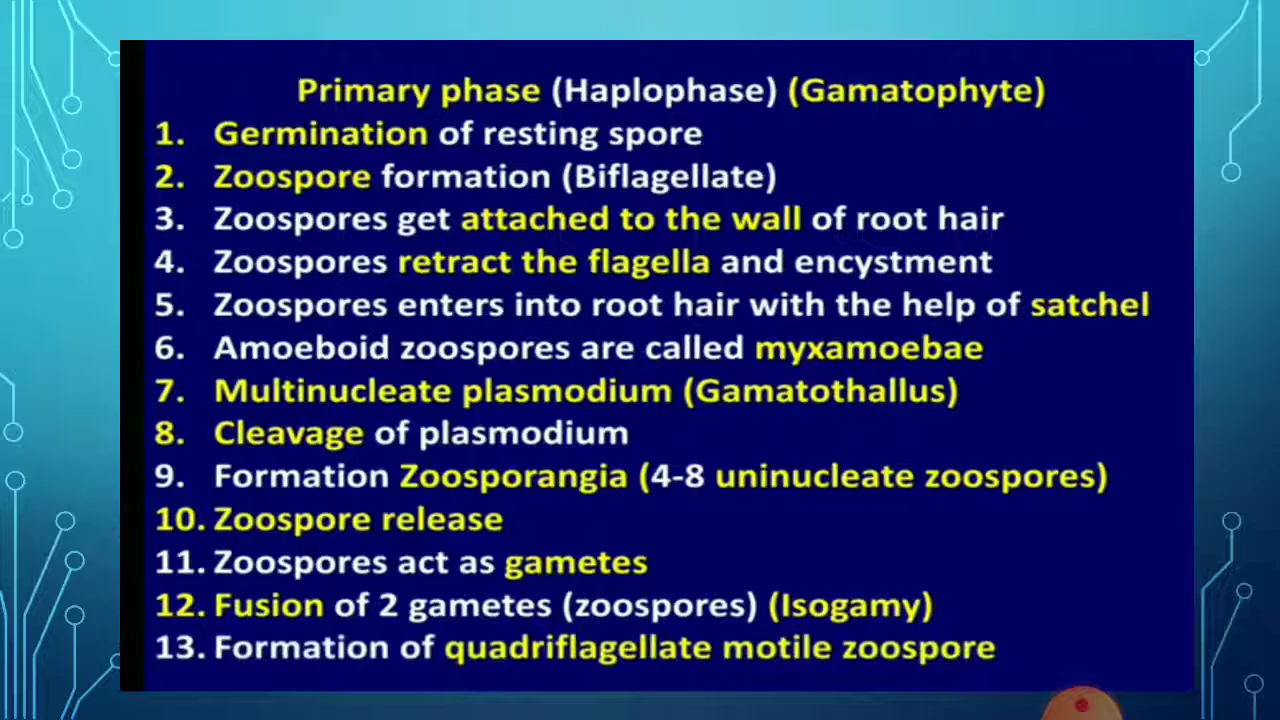 Primary phase (Haplophase) (Gamatophyte)
1. Germination of resting spore
2. Zoospore formation (Biflagellate)
3. Zoospores get attached to the wall of root hair
4. Zoospores retract the flagella and encystment
5. Zoospores enters into root hair with the help of satchel
6. Amoeboid zoospores are called myxamoebae
7. Multinucleate plasmodium (Gamatothallus)
8. Cleavage of plasmodium
9. Formation Zoosporangia (4-8 uninucleate zoospores)
10. Zoospore release
11. Zoospores act as gametes
12. Fusion of 2 gametes (zoospores) (Isogamy)
13. Formation of quadriflagellate motile zoospore